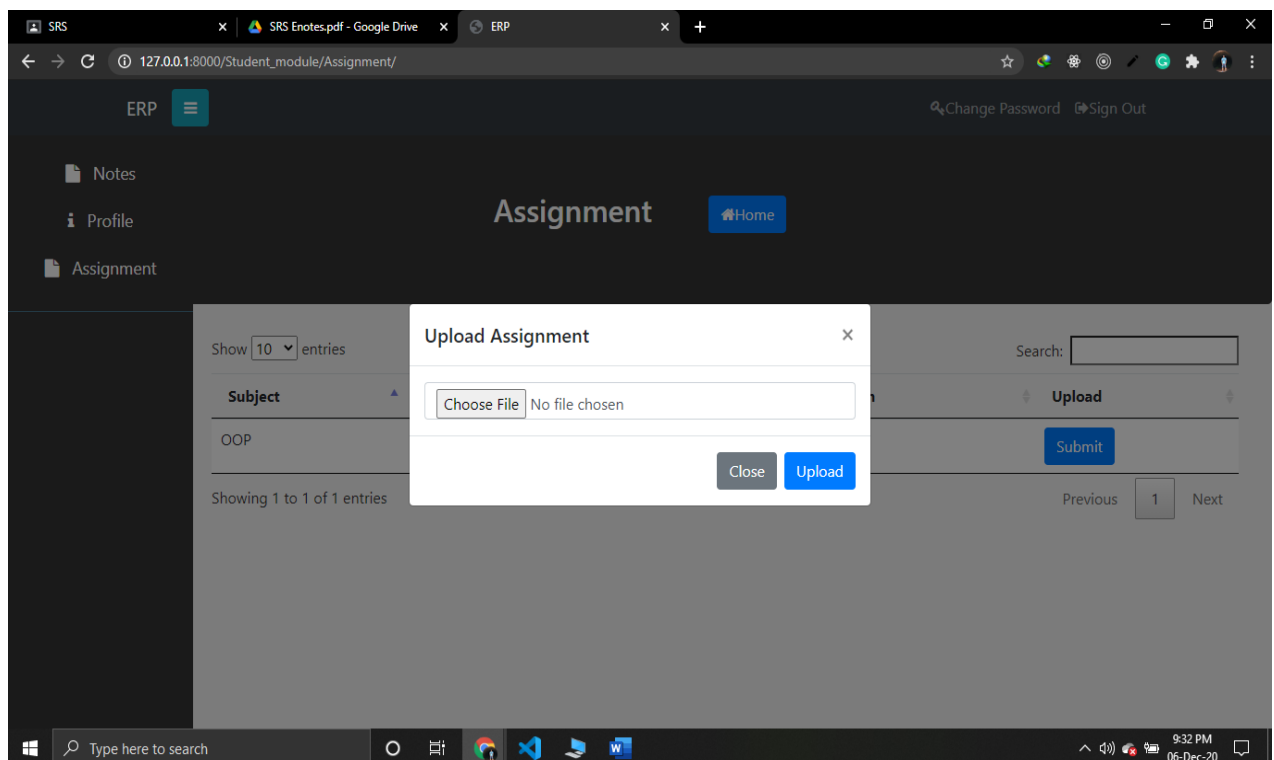 SRS
SRS Enotes.pdf - Google Drive
ERP
127.0.0.1:8000/Student_module/Assignment/
ERP
Change Password
Sign Out
Notes
Profile
Assignment
Assignment
Home
Upload Assignment
Show 10 entries
Search:
Subject
Upload
Choose File No file chosen
OOP
Submit
Close
Upload
Showing 1 to 1 of 1 entries
Previous 1 Next
Type here to search
9:32 PM
06-Dec-20